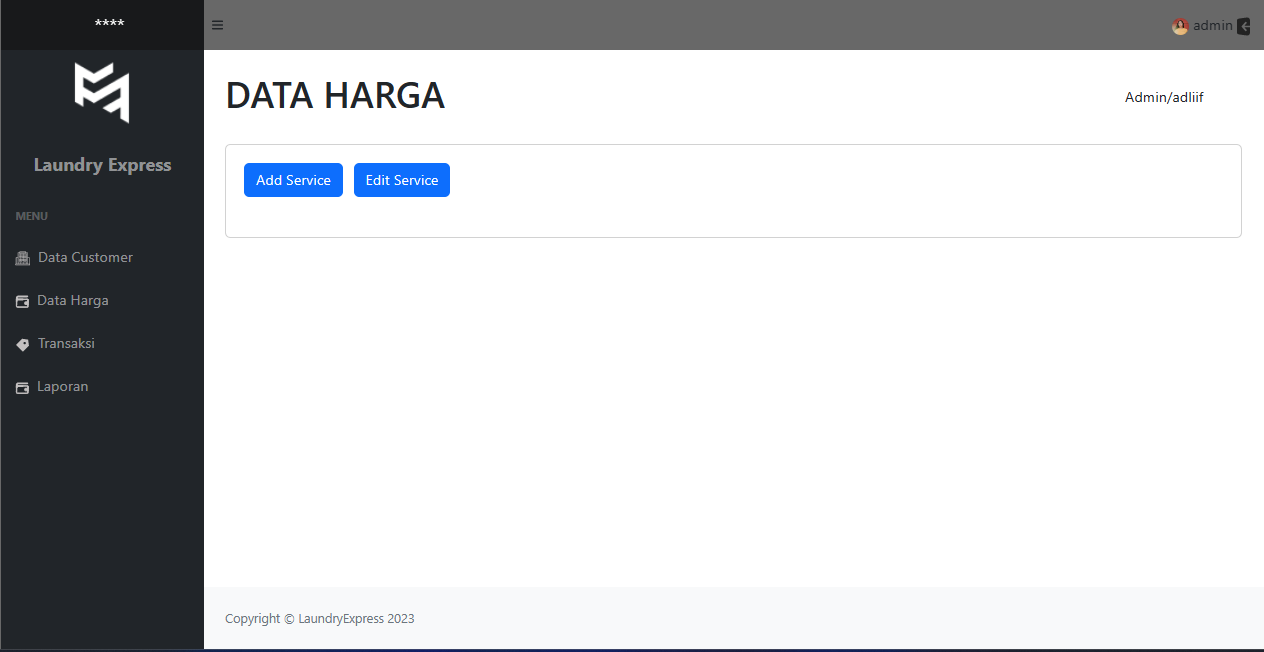 ****
admin
Laundry Express
MENU
Data Customer
Data Harga
Transaksi
Laporan
DATA HARGA
Admin/adliif
Add Service Edit Service
Copyright © LaundryExpress 2023